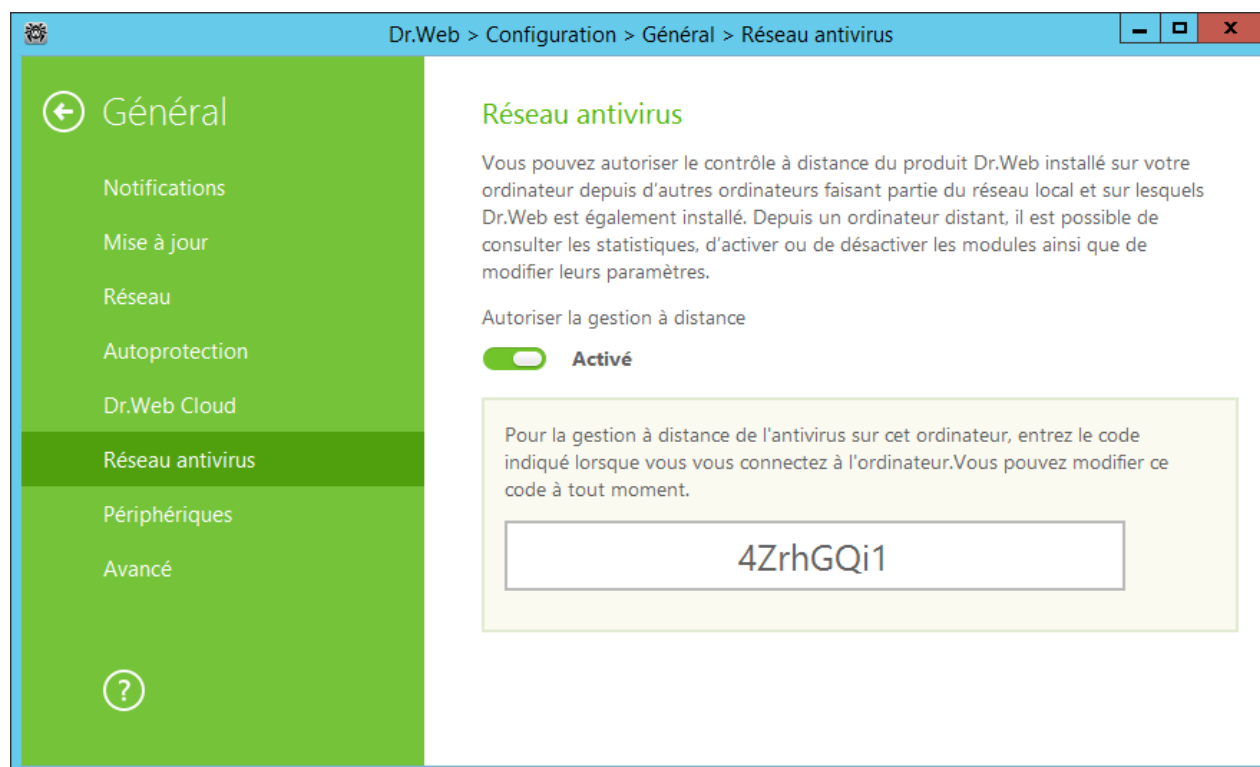 Dr.Web > Configuration > Général > Réseau antivirus
Général
Notifications
Mise à jour
Réseau
Autoprotection
Dr.Web Cloud
Réseau antivirus
Périphériques
Avancé
?
Réseau antivirus
Vous pouvez autoriser le contrôle à distance du produit Dr.Web installé sur votre
ordinateur depuis d'autres ordinateurs faisant partie du réseau local et sur lesquels
Dr.Web est également installé. Depuis un ordinateur distant, il est possible de
consulter les statistiques, d'activer ou de désactiver les modules ainsi que de
modifier leurs paramètres.
Autoriser la gestion à distance
Activé
Pour la gestion à distance de l'antivirus sur cet ordinateur, entrez le code
indiqué lorsque vous vous connectez à l'ordinateur.Vous pouvez modifier ce
code à tout moment.
4ZrhGQi1